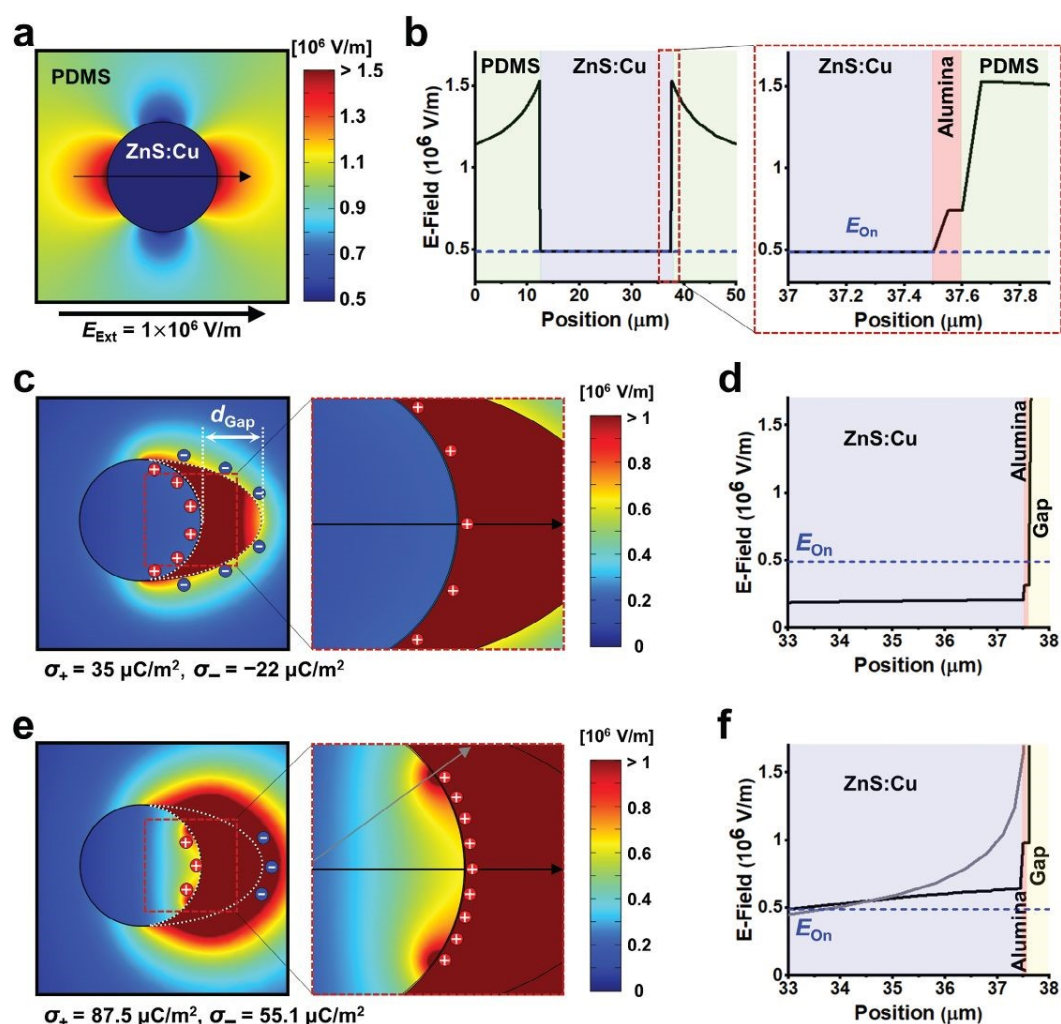 a
[10⁶ V/m]
PDMS
ZnS:Cu
> 1.5
1.3
1.1
0.9
0.7
0.5
E_Ext = 1×10⁶ V/m
b
PDMS
ZnS:Cu
1.5
1
0.5
E-Field (10⁶ V/m)
0 10 20 30 40 50
Position (μm)
ZnS:Cu
Alumina
PDMS
1.5
1
0.5
E_On
37 37.2 37.4 37.6 37.8
Position (μm)
c
d_Gap
[10⁶ V/m]
> 1
0.8
0.6
0.4
0.2
0
σ₊ = 35 μC/m², σ₋ = −22 μC/m²
d
ZnS:Cu
Alumina
Gap
1.5
1
0.5
0
E_On
E-Field (10⁶ V/m)
33 34 35 36 37 38
Position (μm)
e
[10⁶ V/m]
> 1
0.8
0.6
0.4
0.2
0
σ₊ = 87.5 μC/m², σ₋ = 55.1 μC/m²
f
ZnS:Cu
Alumina
Gap
1.5
1
0.5
0
E_On
E-Field (10⁶ V/m)
33 34 35 36 37 38
Position (μm)